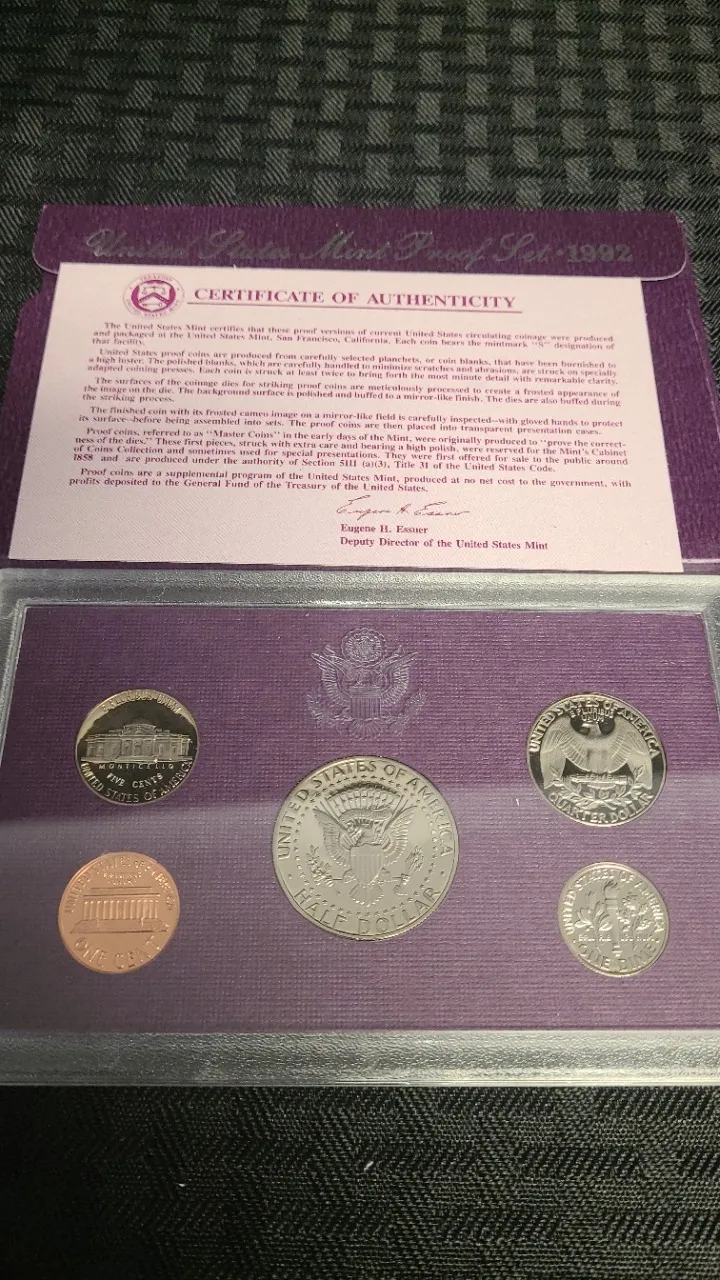 United States Mint Proof Set · 1992
CERTIFICATE OF AUTHENTICITY
The United States Mint certifies that these proof versions of current United States circulating coinage were produced
and packaged at the United States Mint, San Francisco, California. Each coin bears the mintmark "S" designation of
that facility.
United States proof coins are produced from carefully selected planchets, or coin blanks, that have been burnished to
a high luster. The polished blanks, which are carefully handled to minimize scratches and abrasions, are struck on specially
adapted coining presses. Each coin is struck at least twice to bring forth the most minute detail with remarkable clarity.
The surfaces of the coinage dies for striking proof coins are meticulously processed to create a frosted appearance of
the image on the die. The background surface is polished and buffed to a mirror-like finish. The dies are also buffed during
the striking process.
The finished coin with its frosted cameo image on a mirror-like field is carefully inspected--with gloved hands to protect
its surface--before being assembled into sets. The proof coins are then placed into transparent presentation cases.
Proof coins, referred to as "Master Coins" in the early days of the Mint, were originally produced to "prove the correct-
ness of the dies." These first pieces, struck with extra care and bearing a high polish, were reserved for the Mint's Cabinet
of Coins Collection and sometimes used for special presentations. They were first offered for sale to the public around
1858 and are produced under the authority of Section 5111 (a)(3), Title 31 of the United States Code.
Proof coins are a supplemental program of the United States Mint, produced at no net cost to the government, with
profits deposited to the General Fund of the Treasury of the United States.
Eugene H. Essner
Eugene H. Essner
Deputy Director of the United States Mint
E PLURIBUS UNUM
MONTICELLO
FIVE CENTS
UNITED STATES OF AMERICA
UNITED STATES OF AMERICA
E PLURIBUS
UNUM
QUARTER DOLLAR
UNITED STATES OF AMERICA
HALF DOLLAR
UNITED STATES OF AMERICA
ONE CENT
UNITED STATES OF AMERICA
ONE DIME